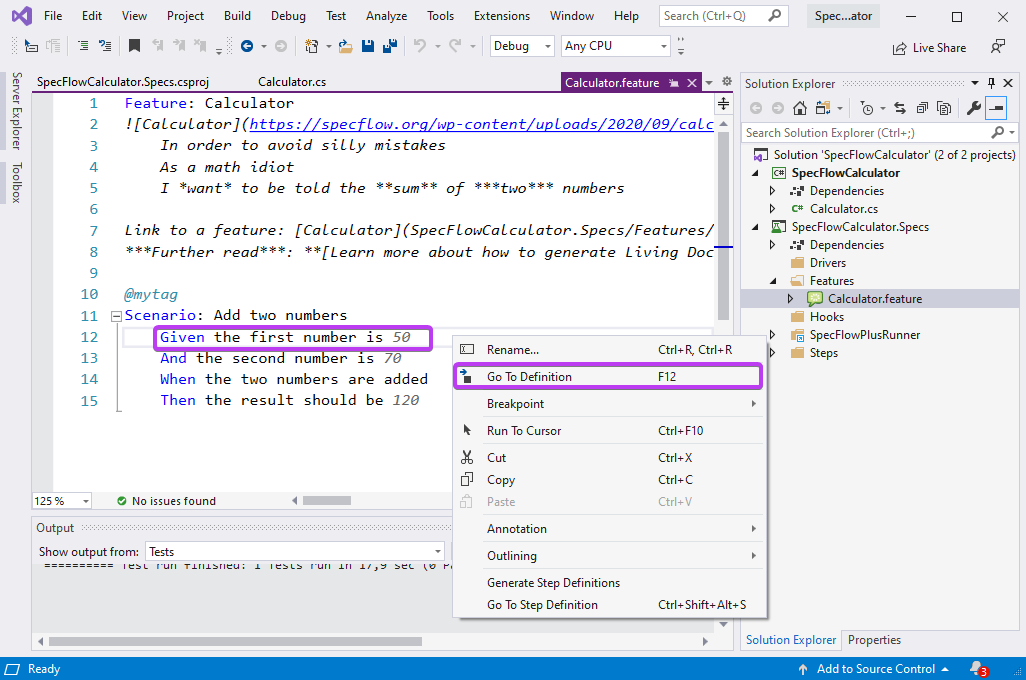 File Edit View Project Build Debug Test Analyze Tools Extensions Window Help Search (Ctrl+Q) Spec...ator
Debug Any CPU Live Share
Server Explorer
Toolbox
SpecFlowCalculator.Specs.csproj Calculator.cs Calculator.feature
1 Feature: Calculator
2 ![Calculator](https://specflow.org/wp-content/uploads/2020/09/calc
3 In order to avoid silly mistakes
4 As a math idiot
5 I *want* to be told the **sum** of ***two*** numbers
6
7 Link to a feature: [Calculator](SpecFlowCalculator.Specs/Features/
8 ***Further read***: **[Learn more about how to generate Living Doc
9
10 @mytag
11 Scenario: Add two numbers
12 Given the first number is 50
13 And the second number is 70
14 When the two numbers are added
15 Then the result should be 120
Rename... Ctrl+R, Ctrl+R
Go To Definition F12
Breakpoint
Run To Cursor Ctrl+F10
Cut Ctrl+X
Copy Ctrl+C
Paste Ctrl+V
Annotation
Outlining
Generate Step Definitions
Go To Step Definition Ctrl+Shift+Alt+S
125 % No issues found
Output
Show output from: Tests
========== Test run finished: 1 Tests run in 17,9 sec (0
Solution Explorer
Search Solution Explorer (Ctrl+;)
Solution 'SpecFlowCalculator' (2 of 2 projects)
SpecFlowCalculator
Dependencies
C# Calculator.cs
SpecFlowCalculator.Specs
Dependencies
Drivers
Features
Calculator.feature
Hooks
SpecFlowPlusRunner
Steps
Solution Explorer Properties
Ready Add to Source Control 3